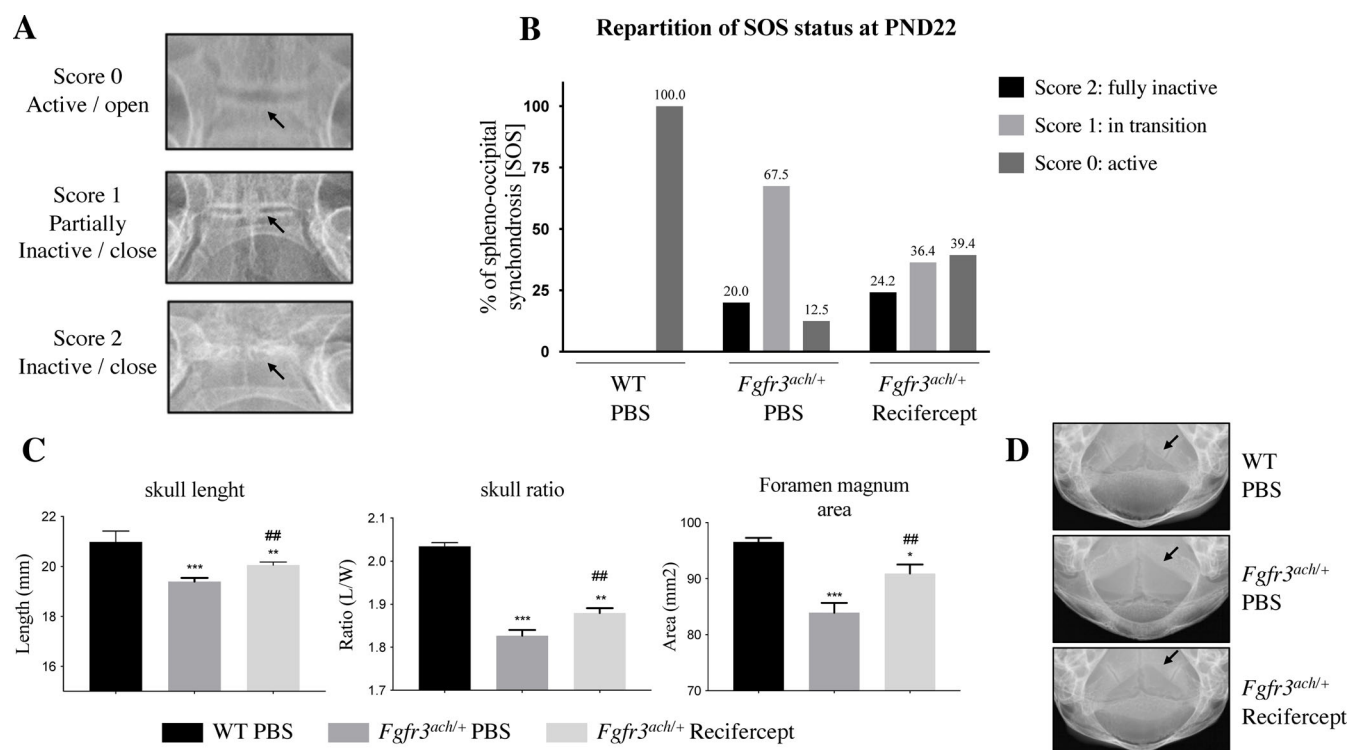 A
Score 0
Active / open
Score 1
Partially
Inactive / close
Score 2
Inactive / close
B
Repartition of SOS status at PND22
% of spheno-occipital
synchondrosis [SOS]
100
75
50
25
0
100.0
20.0
67.5
12.5
24.2
36.4
39.4
WT
PBS
Fgfr3ach/+
PBS
Fgfr3ach/+
Recifercept
Score 2: fully inactive
Score 1: in transition
Score 0: active
C
skull lenght
Length (mm)
22
20
18
16
***
##
**
skull ratio
Ratio (L/W)
2.1
2.0
1.9
1.8
1.7
***
##
**
Foramen magnum
area
Area (mm2)
100
90
80
70
***
##
*
WT PBS
Fgfr3ach/+ PBS
Fgfr3ach/+ Recifercept
D
WT
PBS
Fgfr3ach/+
PBS
Fgfr3ach/+
Recifercept